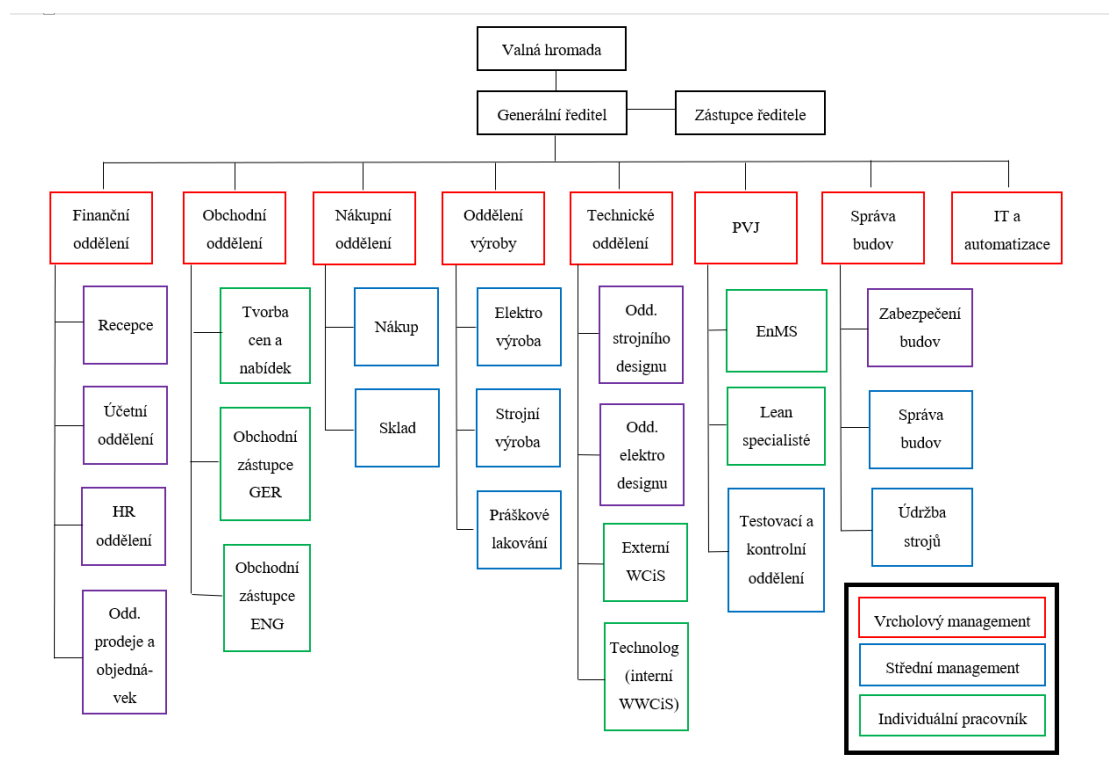 Valná hromada
Generální ředitel
Zástupce ředitele
Finanční
oddělení
Obchodní
oddělení
Nákupní
oddělení
Oddělení
výroby
Technické
oddělení
PVJ
Správa
budov
IT a
automatizace
Recepce
Účetní
oddělení
HR
oddělení
Odd.
prodeje a
objedná-
vek
Tvorba
cen a
nabídek
Obchodní
zástupce
GER
Obchodní
zástupce
ENG
Nákup
Sklad
Elektro
výroba
Strojní
výroba
Práškové
lakování
Odd.
strojního
designu
Odd.
elektro
designu
Externí
WCiS
Technolog
(interní
WWCiS)
EnMS
Lean
specialisté
Testovací a
kontrolní
oddělení
Zabezpečení
budov
Správa
budov
Údržba
strojů
Vrcholový management
Střední management
Individuální pracovník